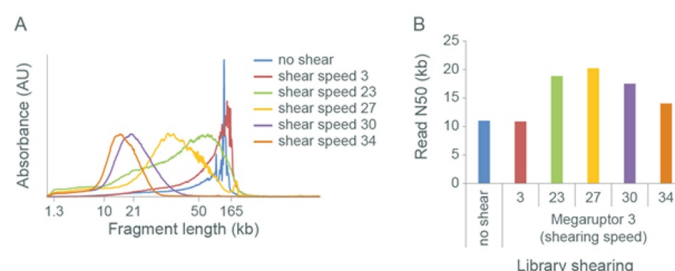 A
no shear
shear speed 3
shear speed 23
shear speed 27
shear speed 30
shear speed 34
Absorbance (AU)
1.3 10 21 50 165
Fragment length (kb)
B
25
20
15
10
5
0
Read N50 (kb)
no shear
3 23 27 30 34
Megaruptor 3
(shearing speed)
Library shearing